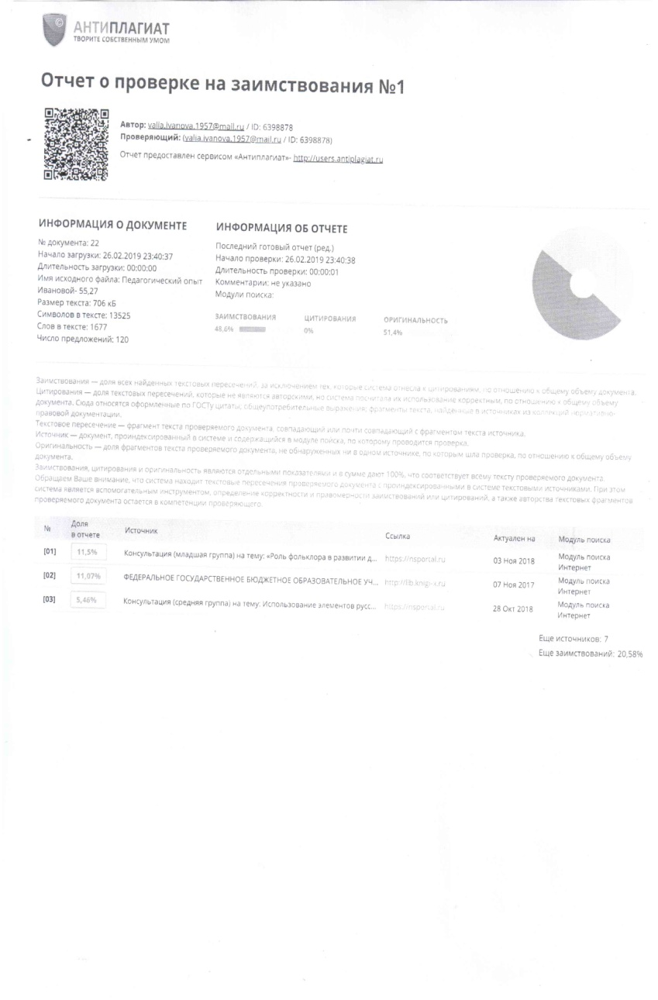 АНТИПЛАГИАТ
ТВОРИТЕ СОБСТВЕННЫМ УМОМ
Отчет о проверке на заимствования №1
Автор: valia.ivanova.1957@mail.ru / ID: 6398878
Проверяющий: (valia.ivanova.1957@mail.ru / ID: 6398878)
Отчет предоставлен сервисом «Антиплагиат»- http://users.antiplagiat.ru
ИНФОРМАЦИЯ О ДОКУМЕНТЕ
№ документа: 22
Начало загрузки: 26.02.2019 23:40:37
Длительность загрузки: 00:00:00
Имя исходного файла: Педагогический опыт
Ивановой- 55,27
Размер текста: 706 кБ
Cимволов в тексте: 13525
Слов в тексте: 1677
Число предложений: 120
ИНФОРМАЦИЯ ОБ ОТЧЕТЕ
Последний готовый отчет (ред.)
Начало проверки: 26.02.2019 23:40:38
Длительность проверки: 00:00:01
Комментарии: не указано
Модули поиска:
ЗАИМСТВОВАНИЯ ЦИТИРОВАНИЯ ОРИГИНАЛЬНОСТЬ
48,6% 0% 51,4%
Заимствования — доля всех найденных текстовых пересечений, за исключением тех, которые система отнесла к цитированиям, по отношению к общему объему документа.
Цитирования — доля текстовых пересечений, которые не являются авторскими, но система посчитала их использование корректным, по отношению к общему объему
документа. Сюда относятся оформленные по ГОСТу цитаты; общеупотребительные выражения; фрагменты текста, найденные в источниках из коллекций нормативно-
правовой документации.
Текстовое пересечение — фрагмент текста проверяемого документа, совпадающий или почти совпадающий с фрагментом текста источника.
Источник — документ, проиндексированный в системе и содержащийся в модуле поиска, по которому проводится проверка.
Оригинальность — доля фрагментов текста проверяемого документа, не обнаруженных ни в одном источнике, по которым шла проверка, по отношению к общему объему
документа.
Заимствования, цитирования и оригинальность являются отдельными показателями и в сумме дают 100%, что соответствует всему тексту проверяемого документа.
Обращаем Ваше внимание, что система находит текстовые пересечения проверяемого документа с проиндексированными в системе текстовыми источниками. При этом
система является вспомогательным инструментом, определение корректности и правомерности заимствований или цитирований, а также авторства текстовых фрагментов
проверяемого документа остается в компетенции проверяющего.
№ Доля в отчете Источник Ссылка Актуален на Модуль поиска
[01] 11,5% Консультация (младшая группа) на тему: «Роль фольклора в развитии д... https://nsportal.ru 03 Ноя 2018 Модуль поиска Интернет
[02] 11,07% ФЕДЕРАЛЬНОЕ ГОСУДАРСТВЕННОЕ БЮДЖЕТНОЕ ОБРАЗОВАТЕЛЬНОЕ УЧ... http://lib.knigi-x.ru 07 Ноя 2017 Модуль поиска Интернет
[03] 5,46% Консультация (средняя группа) на тему: Использование элементов русс... https://nsportal.ru 28 Окт 2018 Модуль поиска Интернет
Еще источников: 7
Еще заимствований: 20,58%